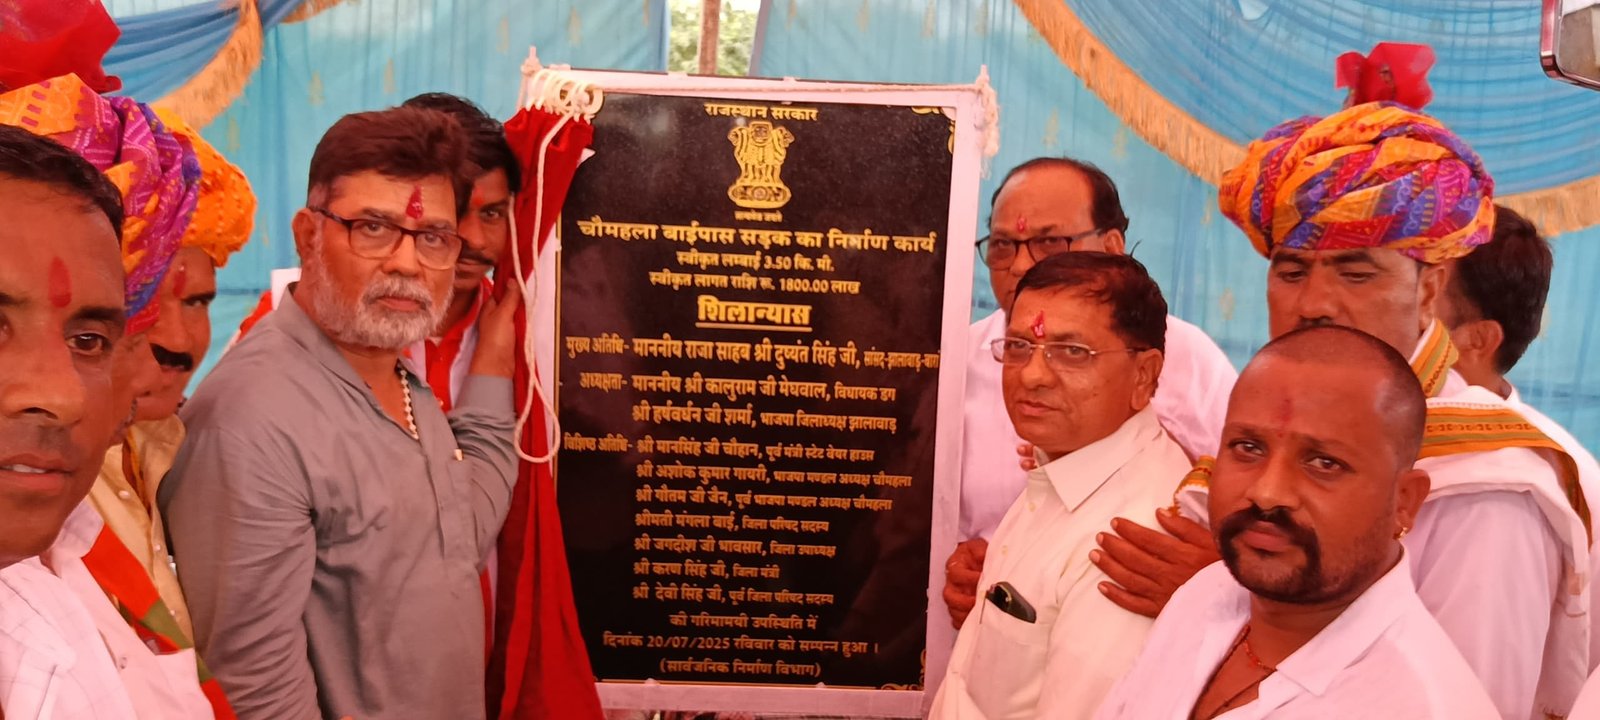 राजस्थान सरकार
सत्यमेव जयते
चौमहला बाईपास सड़क का निर्माण कार्य
स्वीकृत लम्बाई 3.50 कि. मी.
स्वीकृत लागत राशि रू. 1800.00 लाख
शिलान्यास
मुख्य अतिथि- माननीय राजा साहब श्री दुष्यंत सिंह जी, सांसद-झालावाड़-बारां
अध्यक्षता- माननीय श्री कालुराम जी मेघवाल, विधायक डग
श्री हर्षवर्धन जी शर्मा, भाजपा जिलाध्यक्ष झालावाड़
विशिष्ठ अतिथि- श्री मानसिंह जी चौहान, पूर्व मंत्री स्टेट वेयर हाउस
श्री अशोक कुमार गायरी, भाजपा मण्डल अध्यक्ष चौमहला
श्री गौतम जी जैन, पूर्व भाजपा मण्डल अध्यक्ष चौमहला
श्रीमती मंगला बाई, जिला परिषद सदस्य
श्री जगदीश जी भावसार, जिला उपाध्यक्ष
श्री करण सिंह जी, जिला मंत्री
श्री देवी सिंह जी, पूर्व जिला परिषद सदस्य
की गरिमामयी उपस्थिति में
दिनांक 20/07/2025 रविवार को सम्पन्न हुआ ।
(सार्वजनिक निर्माण विभाग)